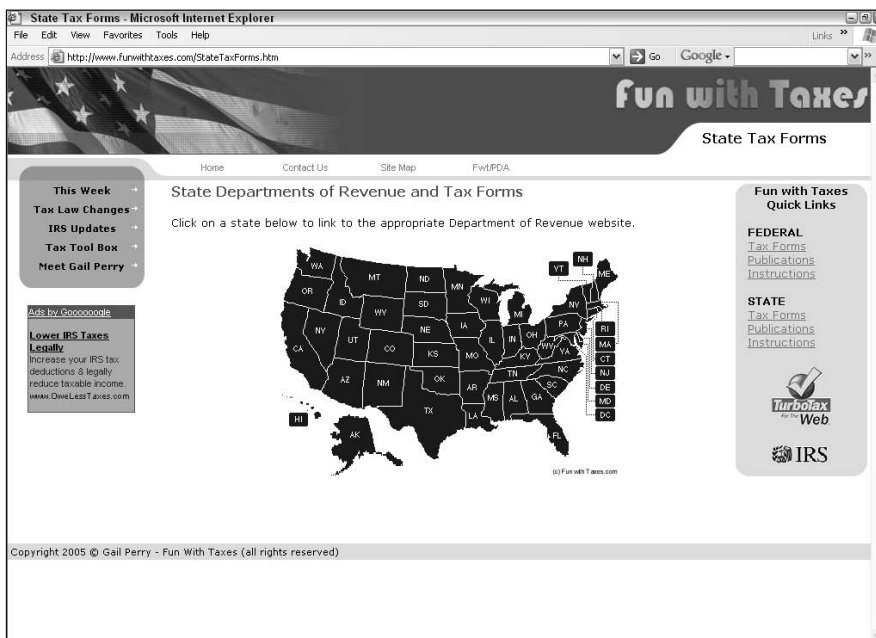 State Tax Forms - Microsoft Internet Explorer
File Edit View Favorites Tools Help Links »
Address http://www.funwithtaxes.com/StateTaxForms.htm Go Google »
Fun with Taxes
State Tax Forms
Home Contact Us Site Map Fwt/PDA
This Week
Tax Law Changes
IRS Updates
Tax Tool Box
Meet Gail Perry
Ads by Goooooogle
Lower IRS Taxes
Legally
Increase your IRS tax
deductions & legally
reduce taxable income.
www.OweLessTaxes.com
State Departments of Revenue and Tax Forms
Click on a state below to link to the appropriate Department of Revenue website.
WA MT ND MN YT NH ME
OR ID SD WI MI NY
WY
NV UT NE IA IL IN OH PA RI
CA CO KS MO KY WY YA MA
CT
AZ NM OK AR TN NC NJ
SC DE
TX LA MS AL GA MD
HI AK FL DC
(c) Fun with Taxes.com
Fun with Taxes
Quick Links
FEDERAL
Tax Forms
Publications
Instructions
STATE
Tax Forms
Publications
Instructions
TurboTax
For The Web
IRS
Copyright 2005 © Gail Perry - Fun With Taxes (all rights reserved)